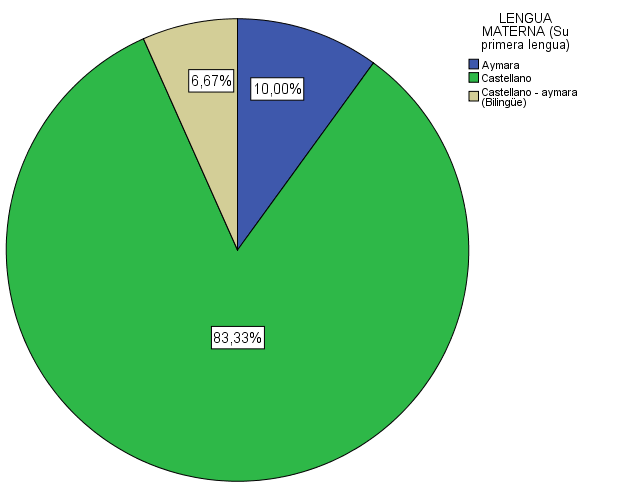 LENGUA
MATERNA (Su
primera lengua)
Aymara
Castellano
Castellano - aymara
(Bilingüe)
6,67%
10,00%
83,33%